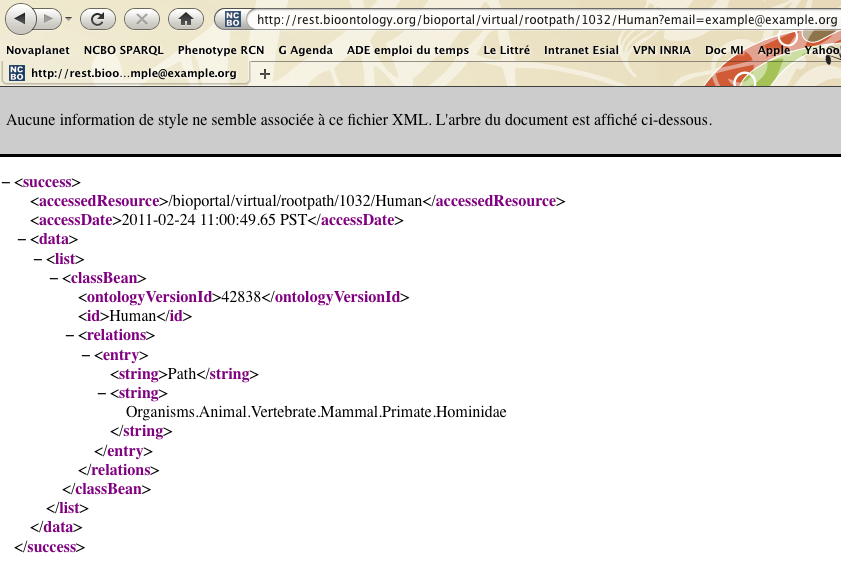 NC
BO
http://rest.bioontology.org/bioportal/virtual/rootpath/1032/Human?email=example@example.org
Novaplanet NCBO SPARQL Phenotype RCN G Agenda ADE emploi du temps Le Littré Intranet Esial VPN INRIA Doc MI Apple Yahoo
NC
BO
http://rest.bioo...mple@example.org +
Aucune information de style ne semble associée à ce fichier XML. L'arbre du document est affiché ci-dessous.
− <success>
<accessedResource>/bioportal/virtual/rootpath/1032/Human</accessedResource>
<accessDate>2011-02-24 11:00:49.65 PST</accessDate>
− <data>
− <list>
− <classBean>
<ontologyVersionId>42838</ontologyVersionId>
<id>Human</id>
− <relations>
− <entry>
<string>Path</string>
− <string>
Organisms.Animal.Vertebrate.Mammal.Primate.Hominidae
</string>
</entry>
</relations>
</classBean>
</list>
</data>
</success>